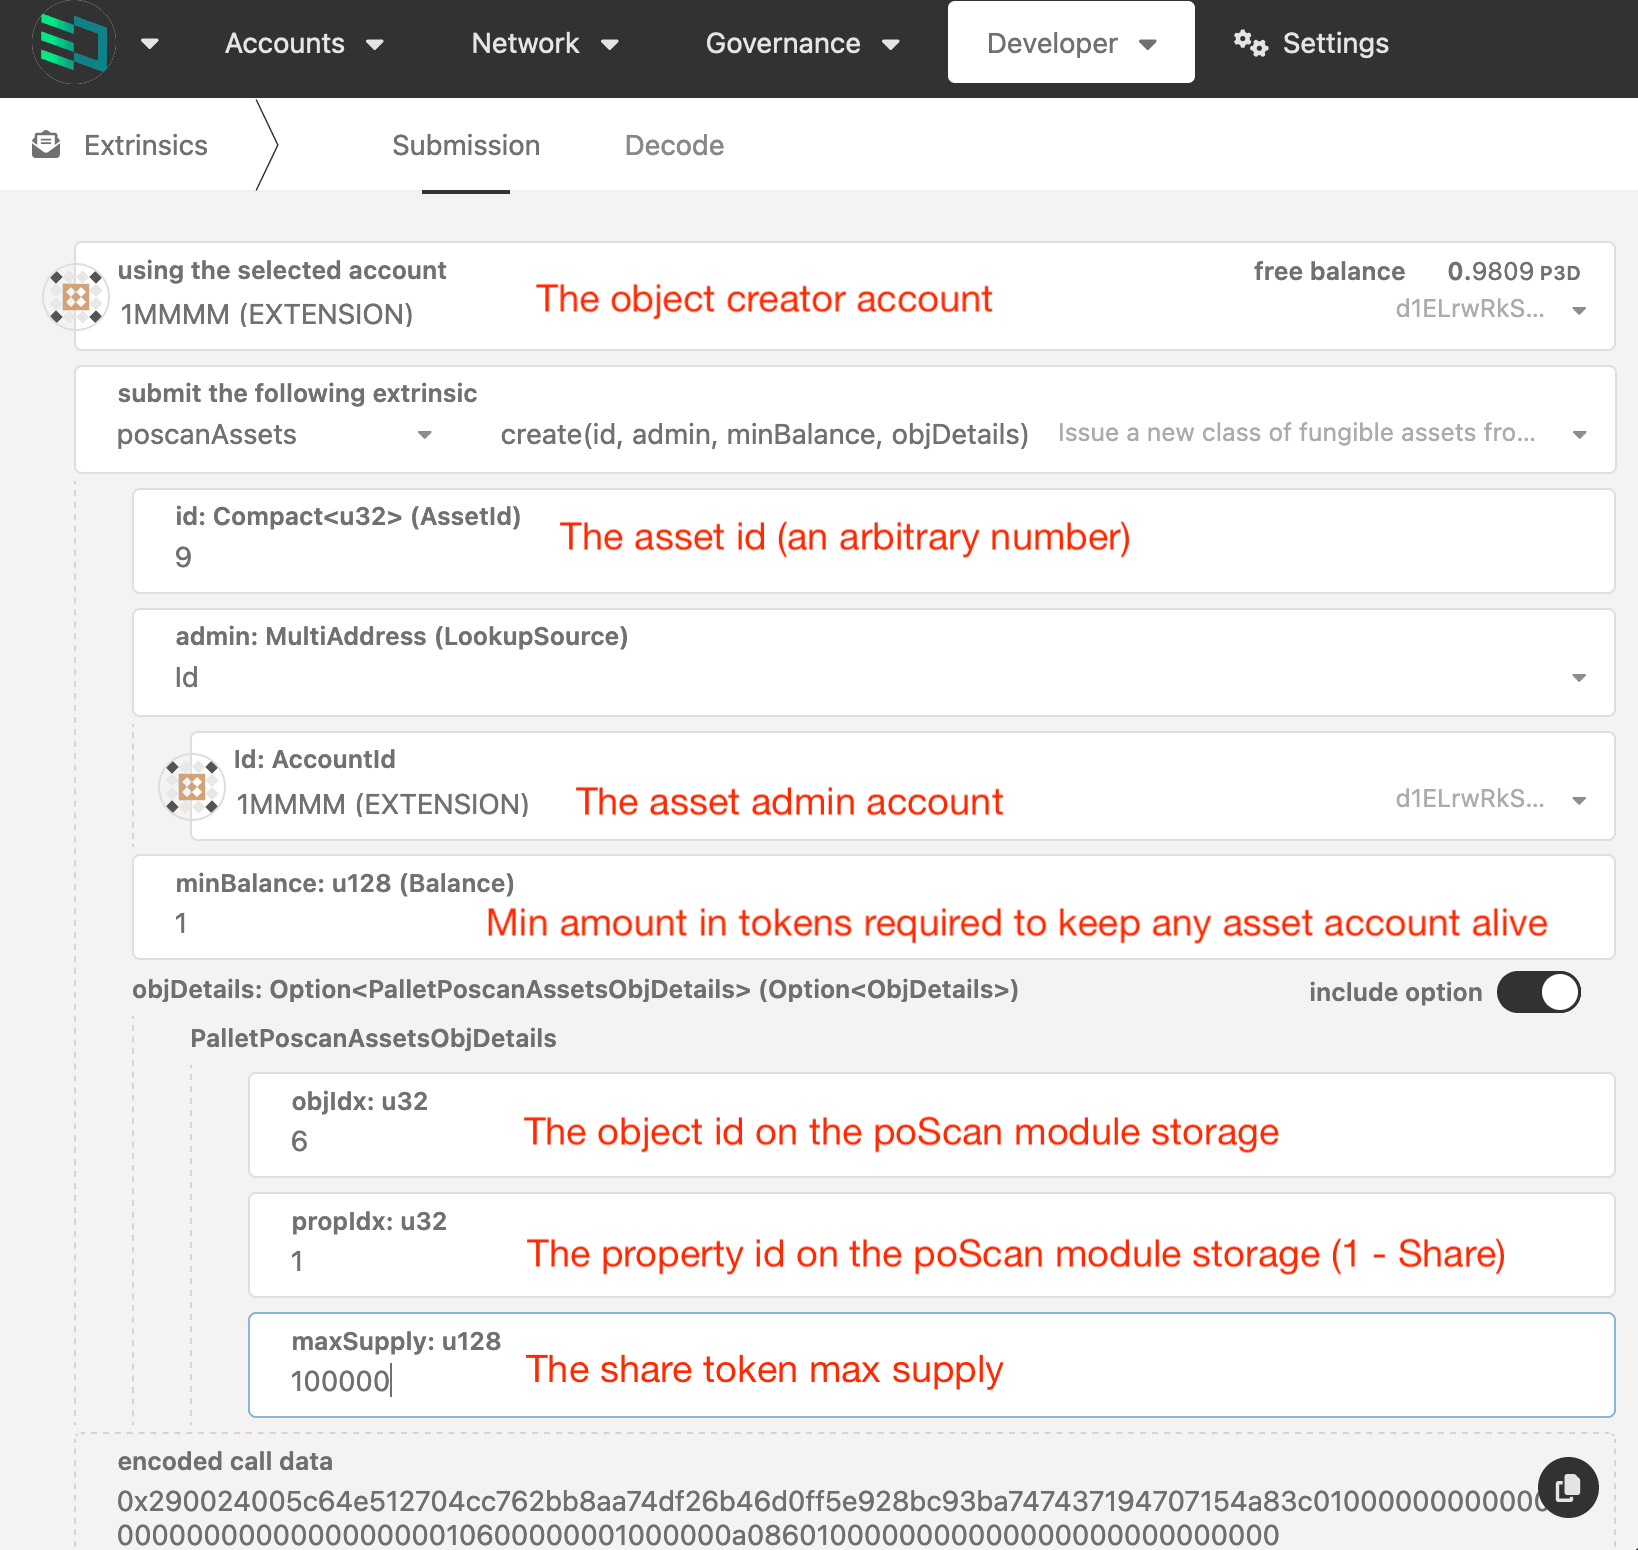 Accounts Network Governance Developer Settings
Extrinsics Submission Decode
using the selected account
1MMMM (EXTENSION)
The object creator account
free balance 0.9809 P3D
d1ELrwRkS...
submit the following extrinsic
poscanAssets create(id, admin, minBalance, objDetails) Issue a new class of fungible assets fro...
id: Compact<u32> (AssetId)
9
The asset id (an arbitrary number)
admin: MultiAddress (LookupSource)
Id
Id: AccountId
1MMMM (EXTENSION)
The asset admin account
d1ELrwRkS...
minBalance: u128 (Balance)
1
Min amount in tokens required to keep any asset account alive
objDetails: Option<PalletPoscanAssetsObjDetails> (Option<ObjDetails>) include option
PalletPoscanAssetsObjDetails
objIdx: u32
6
The object id on the poScan module storage
propIdx: u32
1
The property id on the poScan module storage (1 - Share)
maxSupply: u128
100000
The share token max supply
encoded call data